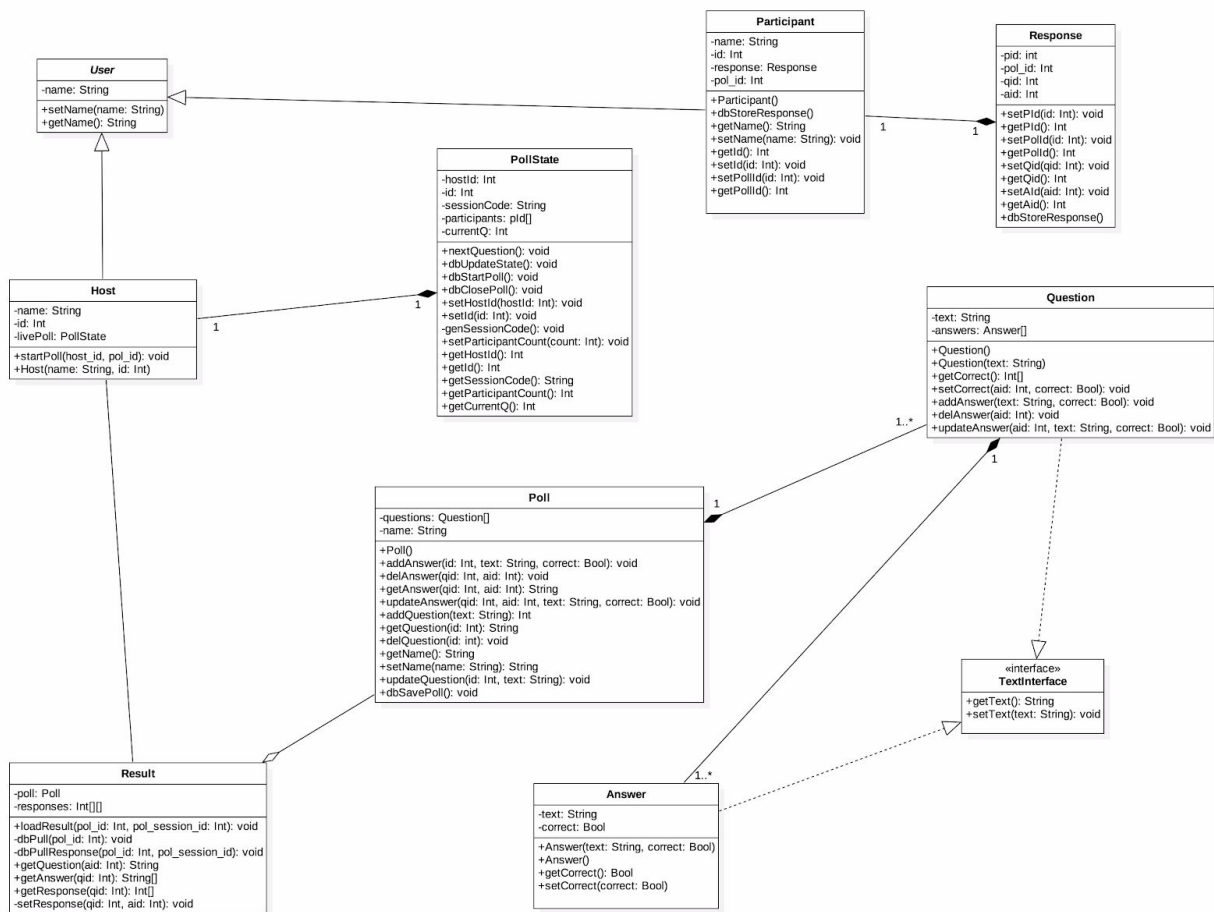 User
-name: String
+setName(name: String)
+getName(): String
Participant
-name: String
-id: Int
-response: Response
-pol_id: Int
+Participant()
+dbStoreResponse()
+getName(): String
+setName(name: String): void
+getId(): Int
+setId(id: Int): void
+setPollId(id: Int): void
+getPollId(): Int
1
1
Response
-pid: int
-pol_id: Int
-qid: Int
-aid: Int
+setPId(id: Int): void
+getPId(): Int
+setPolId(id: Int): void
+getPolId(): Int
+setQid(qid: Int): void
+getQid(): Int
+setAId(aid: Int): void
+getAid(): Int
+dbStoreResponse()
PollState
-hostId: Int
-id: Int
-sessionCode: String
-participants: pId[]
-currentQ: Int
+nextQuestion(): void
+dbUpdateState(): void
+dbStartPoll(): void
+dbClosePoll(): void
+setHostId(hostId: Int): void
+setId(id: Int): void
-genSessionCode(): void
+setParticipantCount(count: Int): void
+getHostId(): Int
+getId(): Int
+getSessionCode(): String
+getParticipantCount(): Int
+getCurrentQ(): Int
Host
-name: String
-id: Int
-livePoll: PollState
+startPoll(host_id, pol_id): void
+Host(name: String, id: Int)
1
1
Question
-text: String
-answers: Answer[]
+Question()
+Question(text: String)
+getCorrect(): Int[]
+setCorrect(aid: Int, correct: Bool): void
+addAnswer(text: String, correct: Bool): void
+delAnswer(aid: Int): void
+updateAnswer(aid: Int, text: String, correct: Bool): void
1..*
1
Poll
-questions: Question[]
-name: String
+Poll()
+addAnswer(id: Int, text: String, correct: Bool): void
+delAnswer(qid: Int, aid: Int): void
+getAnswer(qid: Int, aid: Int): String
+updateAnswer(qid: Int, aid: Int, text: String, correct: Bool): void
+addQuestion(text: String): Int
+getQuestion(id: Int): String
+delQuestion(id: int): void
+getName(): String
+setName(name: String): String
+updateQuestion(id: Int, text: String): void
+dbSavePoll(): void
1
«interface»
TextInterface
+getText(): String
+setText(text: String): void
Result
-poll: Poll
-responses: Int[][]
+loadResult(pol_id: Int, pol_session_id: Int): void
-dbPull(pol_id: Int): void
-dbPullResponse(pol_id: Int, pol_session_id): void
+getQuestion(aid: Int): String
+getAnswer(qid: Int): String[]
+getResponse(qid: Int): Int[]
-setResponse(qid: Int, aid: Int): void
1..*
Answer
-text: String
-correct: Bool
+Answer(text: String, correct: Bool)
+Answer()
+getCorrect(): Bool
+setCorrect(correct: Bool)